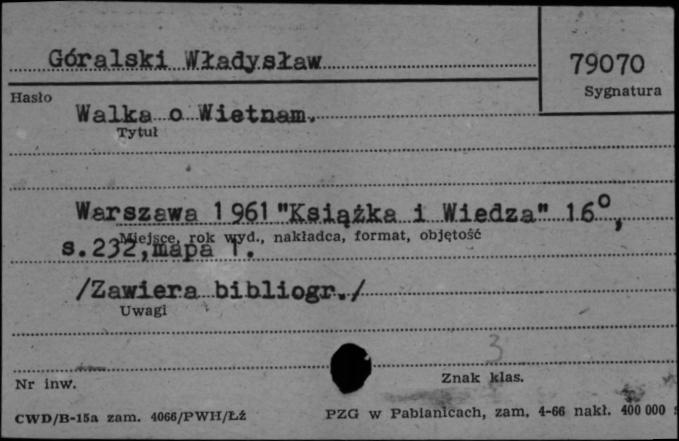 Góralski Władysław
79070
Hasło
Sygnatura
Walka o Wietnam.
Tytuł
Warszawa 1961 "Książka i Wiedza" 16°,
Miejsce, rok wyd., nakładca, format, objętość
s.232,mapa 1.
/Zawiera bibliogr./
Uwagi
3
Nr inw.
Znak klas.
CWD/B-15a zam. 4066/PWH/Łź
PZG w Pabianicach, zam. 4-66 nakł. 400 000